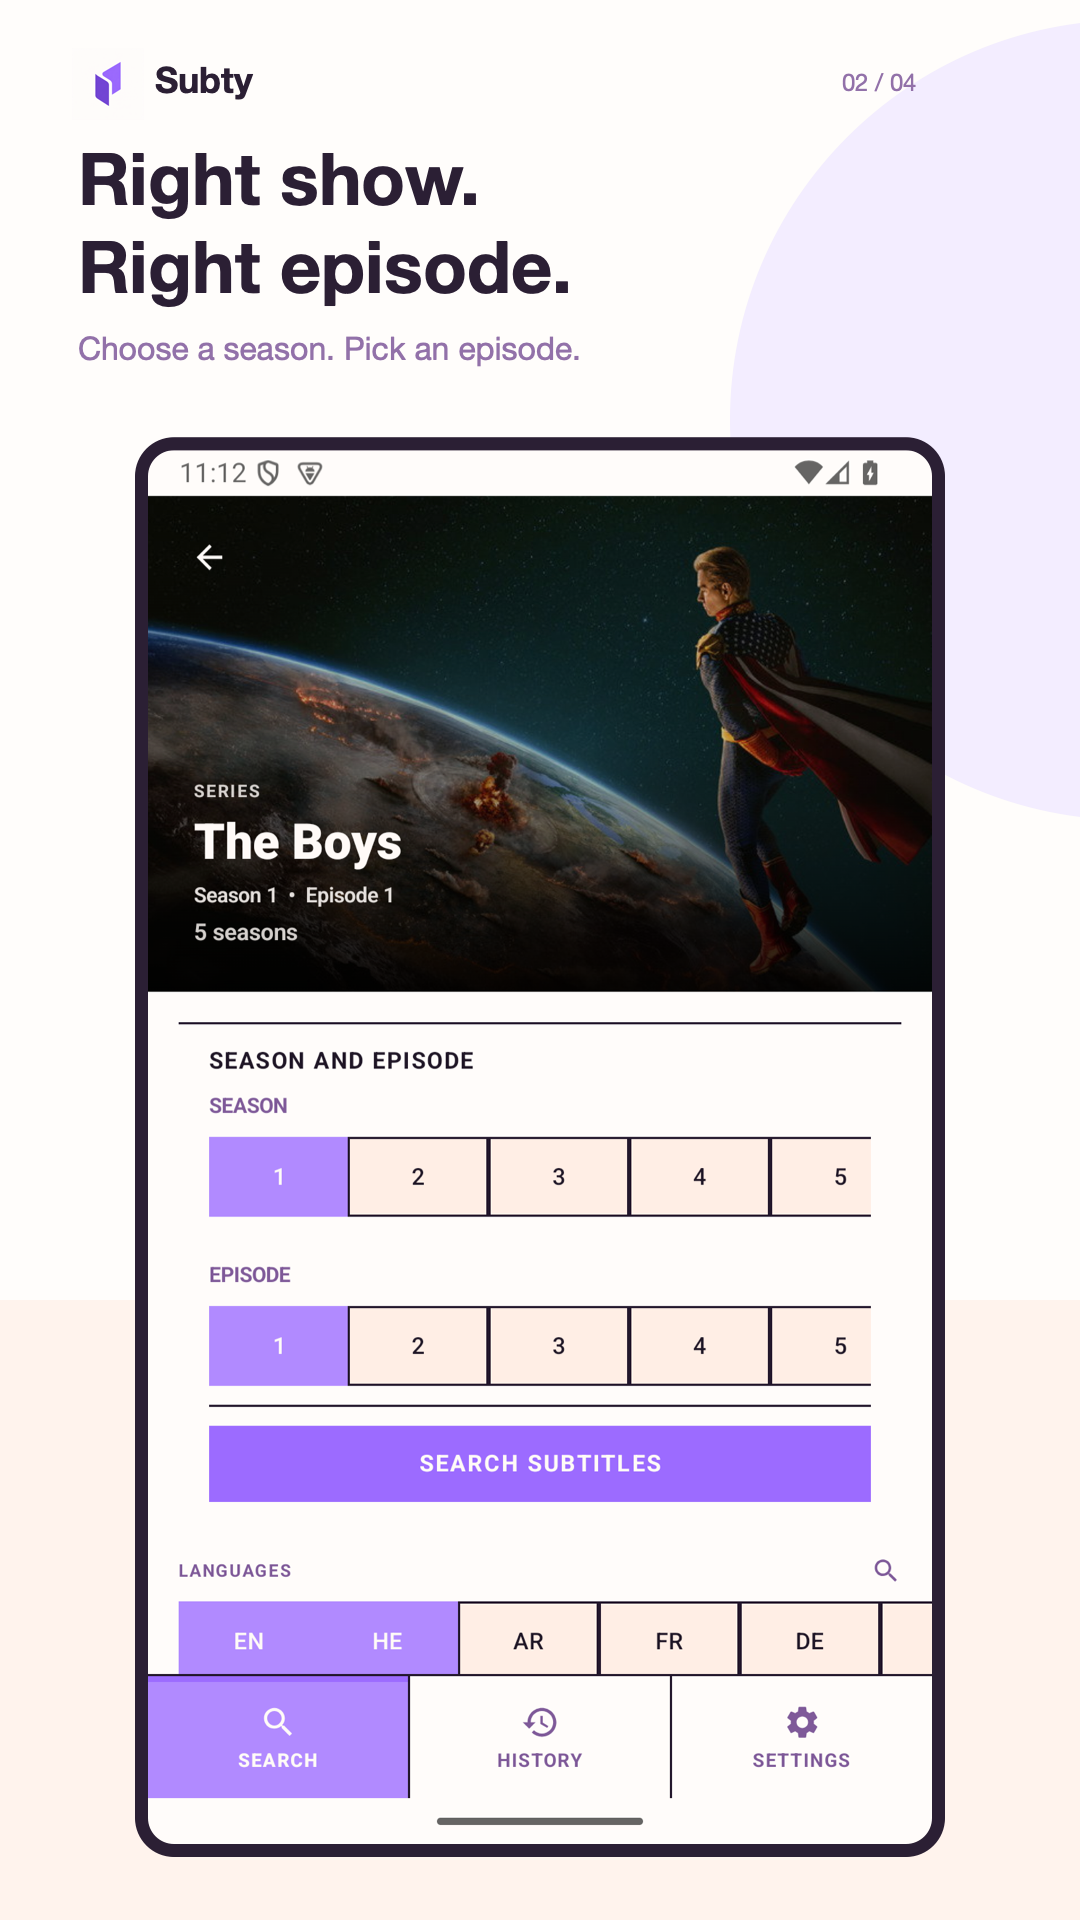 Subty
02 / 04
Right show.
Right episode.
Choose a season. Pick an episode.
11:12
SERIES
The Boys
Season 1 • Episode 1
5 seasons
SEASON AND EPISODE
SEASON
1 2 3 4 5
EPISODE
1 2 3 4 5
SEARCH SUBTITLES
LANGUAGES
EN HE AR FR DE
SEARCH HISTORY SETTINGS